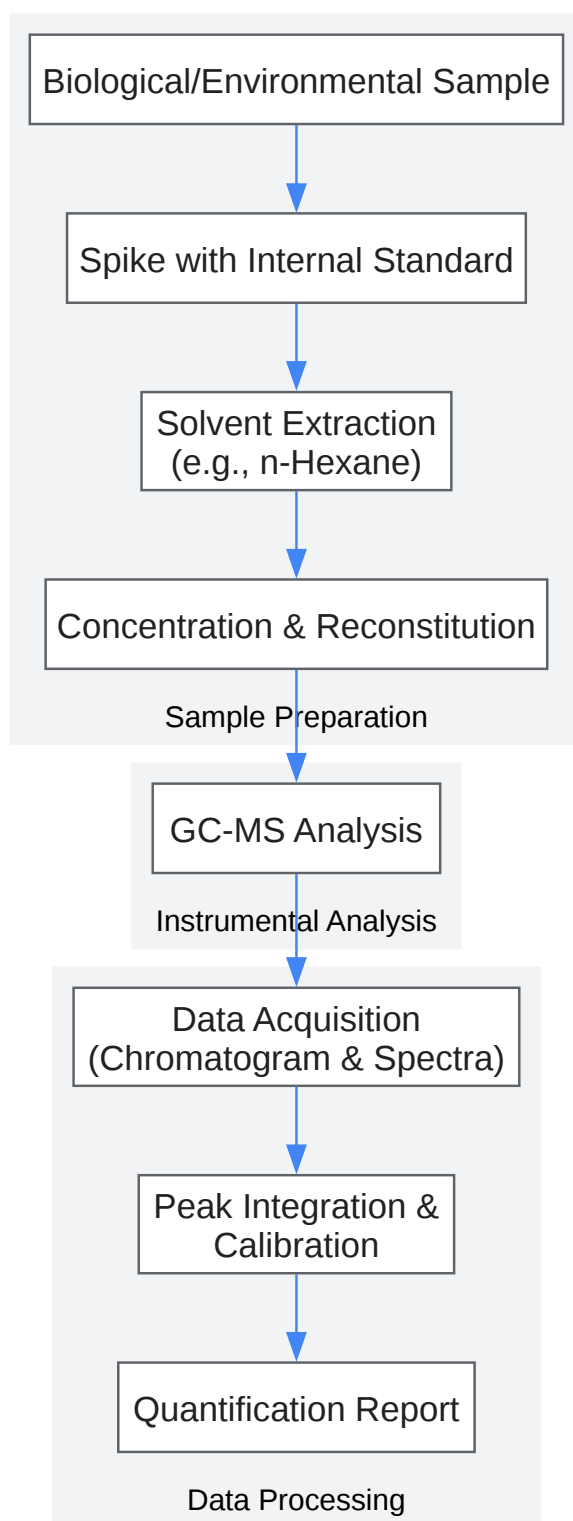 Biological/Environmental Sample
Spike with Internal Standard
Solvent Extraction
(e.g., n-Hexane)
Concentration & Reconstitution
Sample Preparation
GC-MS Analysis
Instrumental Analysis
Data Acquisition
(Chromatogram & Spectra)
Peak Integration &
Calibration
Quantification Report
Data Processing